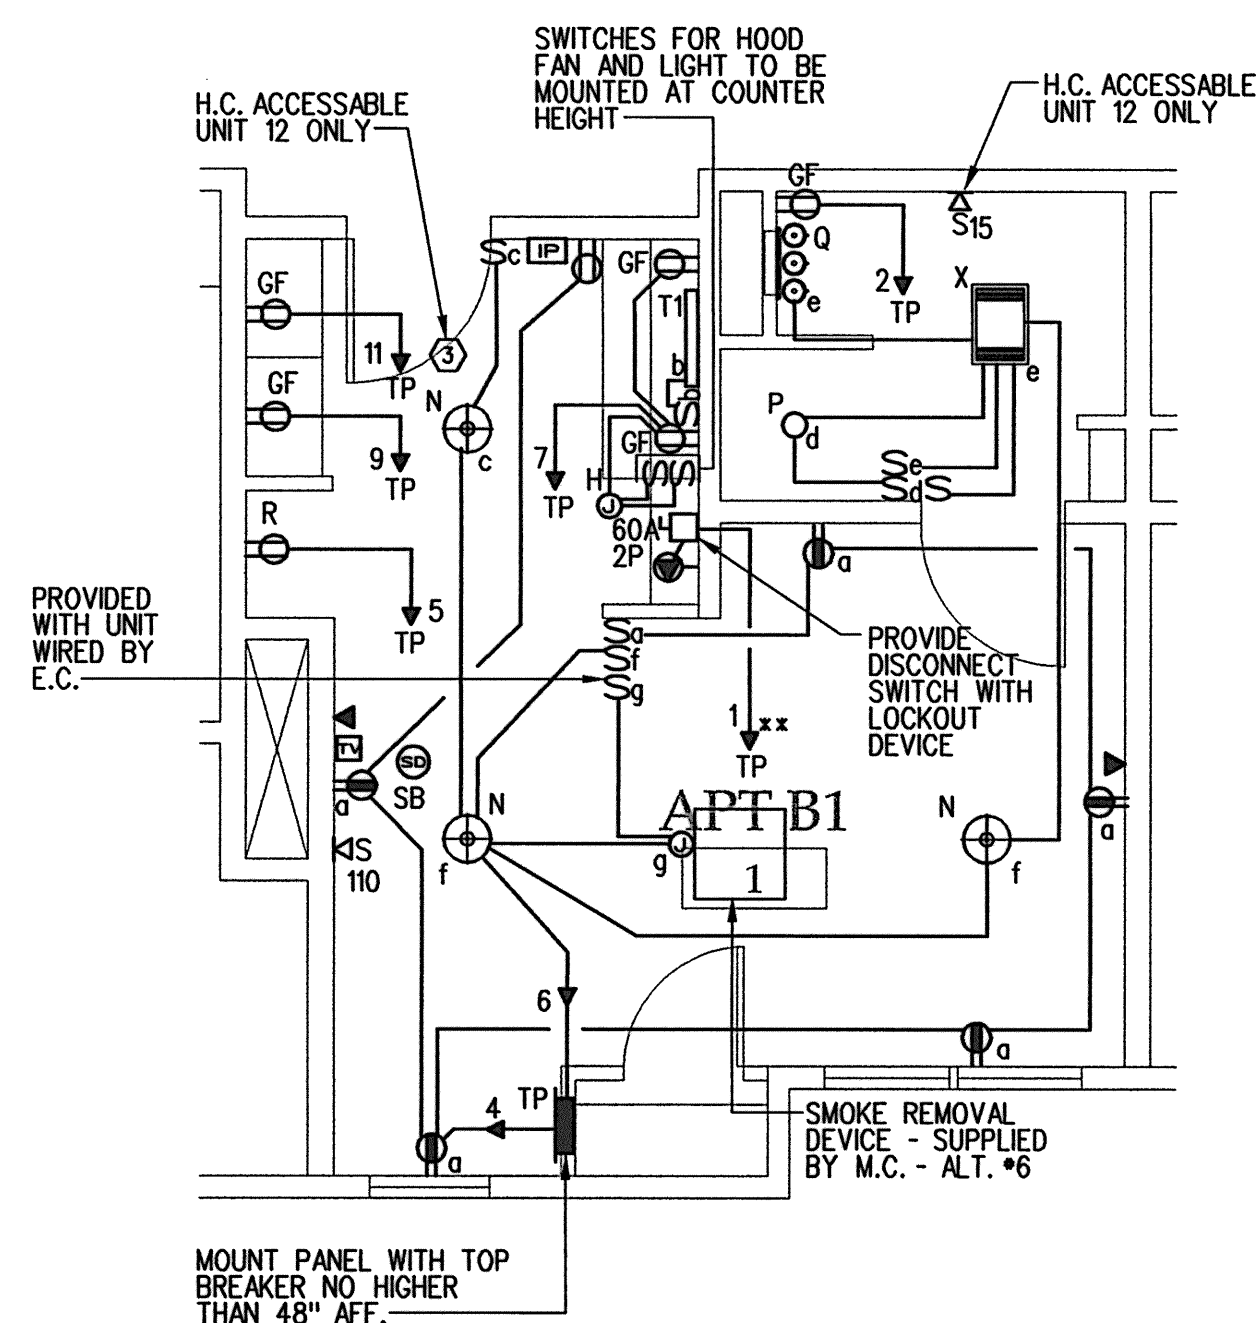 SWITCHES FOR HOOD
FAN AND LIGHT TO BE
MOUNTED AT COUNTER
HEIGHT
H.C. ACCESSABLE
UNIT 12 ONLY
H.C. ACCESSABLE
UNIT 12 ONLY
GF
S15
Q
e
2
TP
X
e
Sc
IP
GF
T1
b
b
GF
11
TP
3
GF
9
TP
N
c
7
TP
GF
H
J
S S
60A
2P
P
d
Se
Sd S
R
5
TP
a
PROVIDED
WITH UNIT
WIRED BY
E.C.
Sa
Sf
Sg
PROVIDE
DISCONNECT
SWITCH WITH
LOCKOUT
DEVICE
1 **
TP
TV
SD
SB
a
S
110
N
f
APT B1
1
J
g
N
f
a
6
a
TP
4
a
SMOKE REMOVAL
DEVICE - SUPPLIED
BY M.C. - ALT. #6
MOUNT PANEL WITH TOP
BREAKER NO HIGHER
THAN 48" AFF.